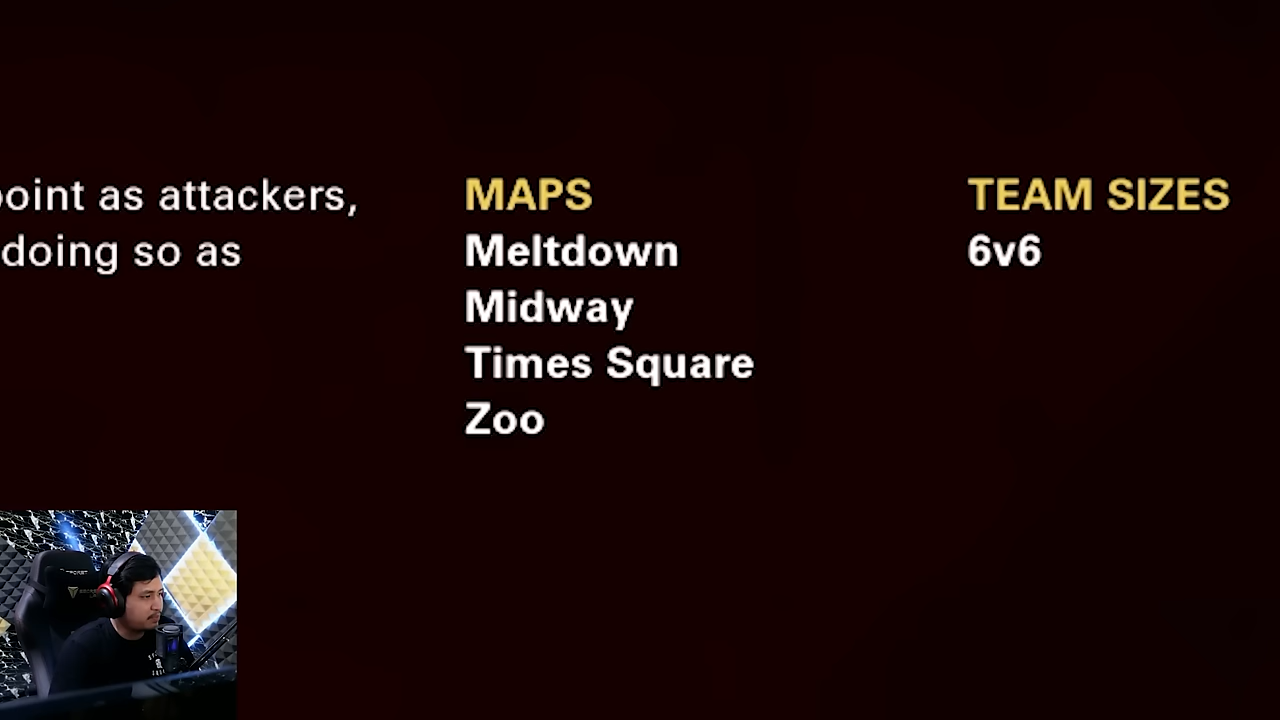 point as attackers,
doing so as
MAPS
Meltdown
Midway
Times Square
Zoo
TEAM SIZES
6v6